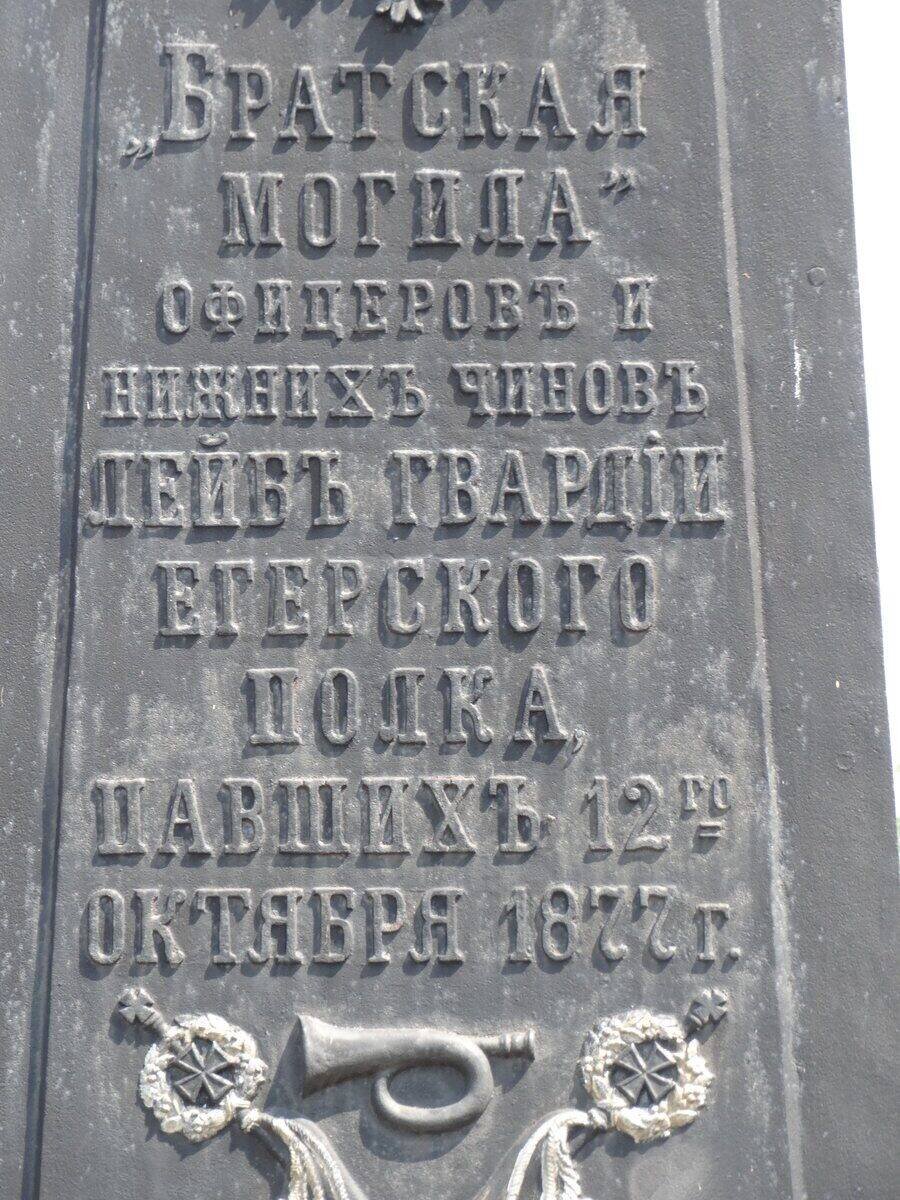 „Братская
могила”
офицеровъ и
нижнихъ чиновъ
лейбъ гвардіи
егерского
полка,
павшихъ 12го
октября 1877 г.